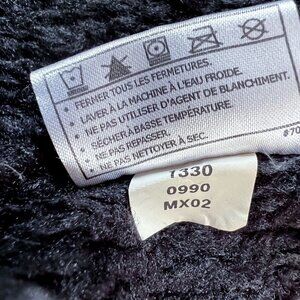 • FERMER TOUS LES FERMETURES.
• LAVER À LA MACHINE À L'EAU FROIDE.
• NE PAS UTILISER D'AGENT DE BLANCHIMENT.
• SÉCHER À BASSE TEMPÉRATURE.
• NE PAS REPASSER.
• NE PAS NETTOYER À SEC.
#70
1330
0990
MX02